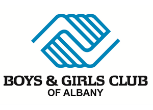 BOYS & GIRLS CLUB
OF ALBANY